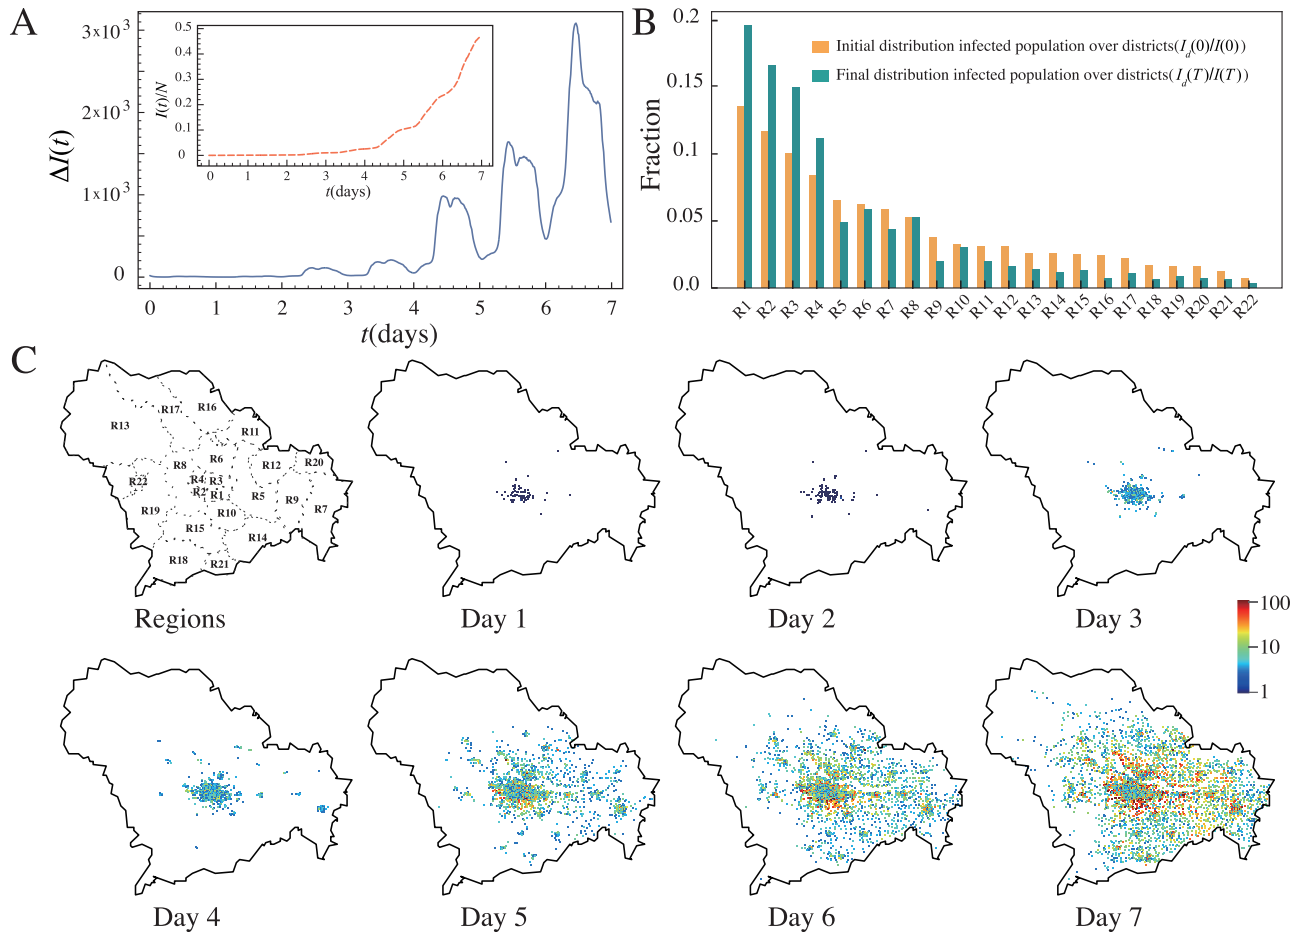 A
3×10³
2×10³
1×10³
0
ΔI(t)
0 1 2 3 4 5 6 7
t(days)
0.5
0.4
0.3
0.2
0.1
0
I(t)/N
0 1 2 3 4 5 6 7
t(days)
B
0.2
0.15
0.1
0.05
0.0
Fraction
Initial distribution infected population over districts(I_d(0)/I(0))
Final distribution infected population over districts(I_d(T)/I(T))
R1 R2 R3 R4 R5 R6 R7 R8 R9 R10 R11 R12 R13 R14 R15 R16 R17 R18 R19 R20 R21 R22
C
R17 R16
R13
R11
R6
R8 R12 R20
R4 R3
R22
R2 R1 R5 R9
R19 R10 R7
R15
R14
R18 R21
Regions
Day 1
Day 2
Day 3
100
10
1
Day 4
Day 5
Day 6
Day 7